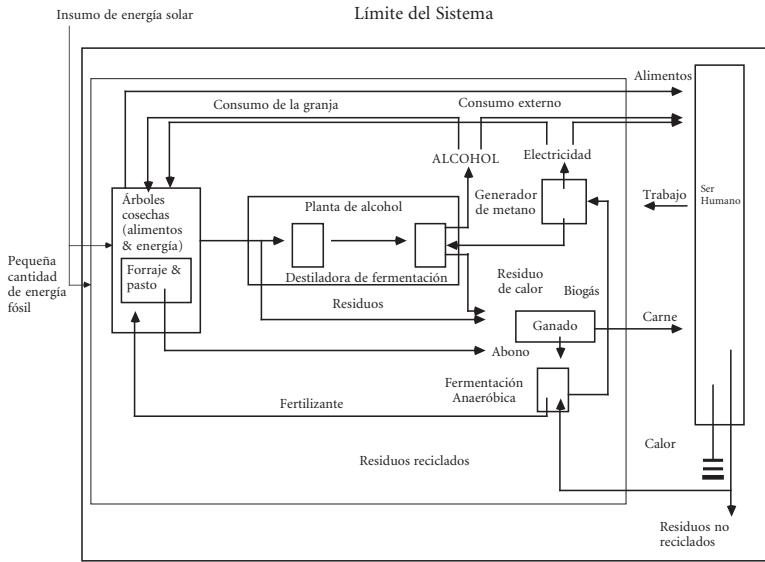 Insumo de energía solar
Límite del Sistema
Alimentos
Consumo de la granja
Consumo externo
ALCOHOL
Electricidad
Árboles
cosechas
(alimentos
& energía)
Planta de alcohol
Generador
de metano
Trabajo
Ser
Humano
Pequeña
cantidad
de energía
fósil
Forraje &
pasto
Destiladora de fermentación
Residuo
de calor
Biogás
Residuos
Ganado
Carne
Abono
Fermentación
Anaeróbica
Fertilizante
Calor
Residuos reciclados
Residuos no
reciclados